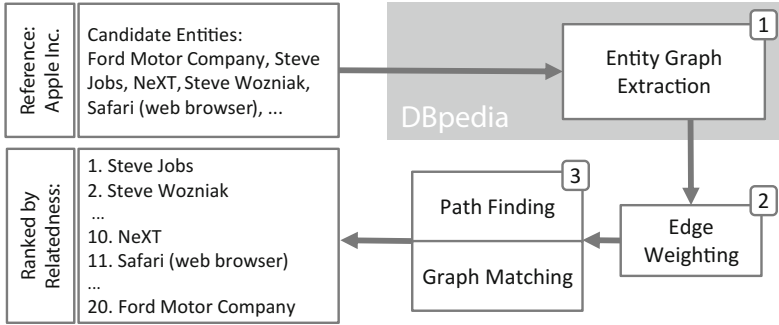 Reference:
Apple Inc.
Candidate Entities:
Ford Motor Company, Steve
Jobs, NeXT, Steve Wozniak,
Safari (web browser), ...
1
Entity Graph
Extraction
DBpedia
2
Edge
Weighting
3
Path Finding
Graph Matching
Ranked by
Relatedness:
1. Steve Jobs
2. Steve Wozniak
...
10. NeXT
11. Safari (web browser)
...
20. Ford Motor Company